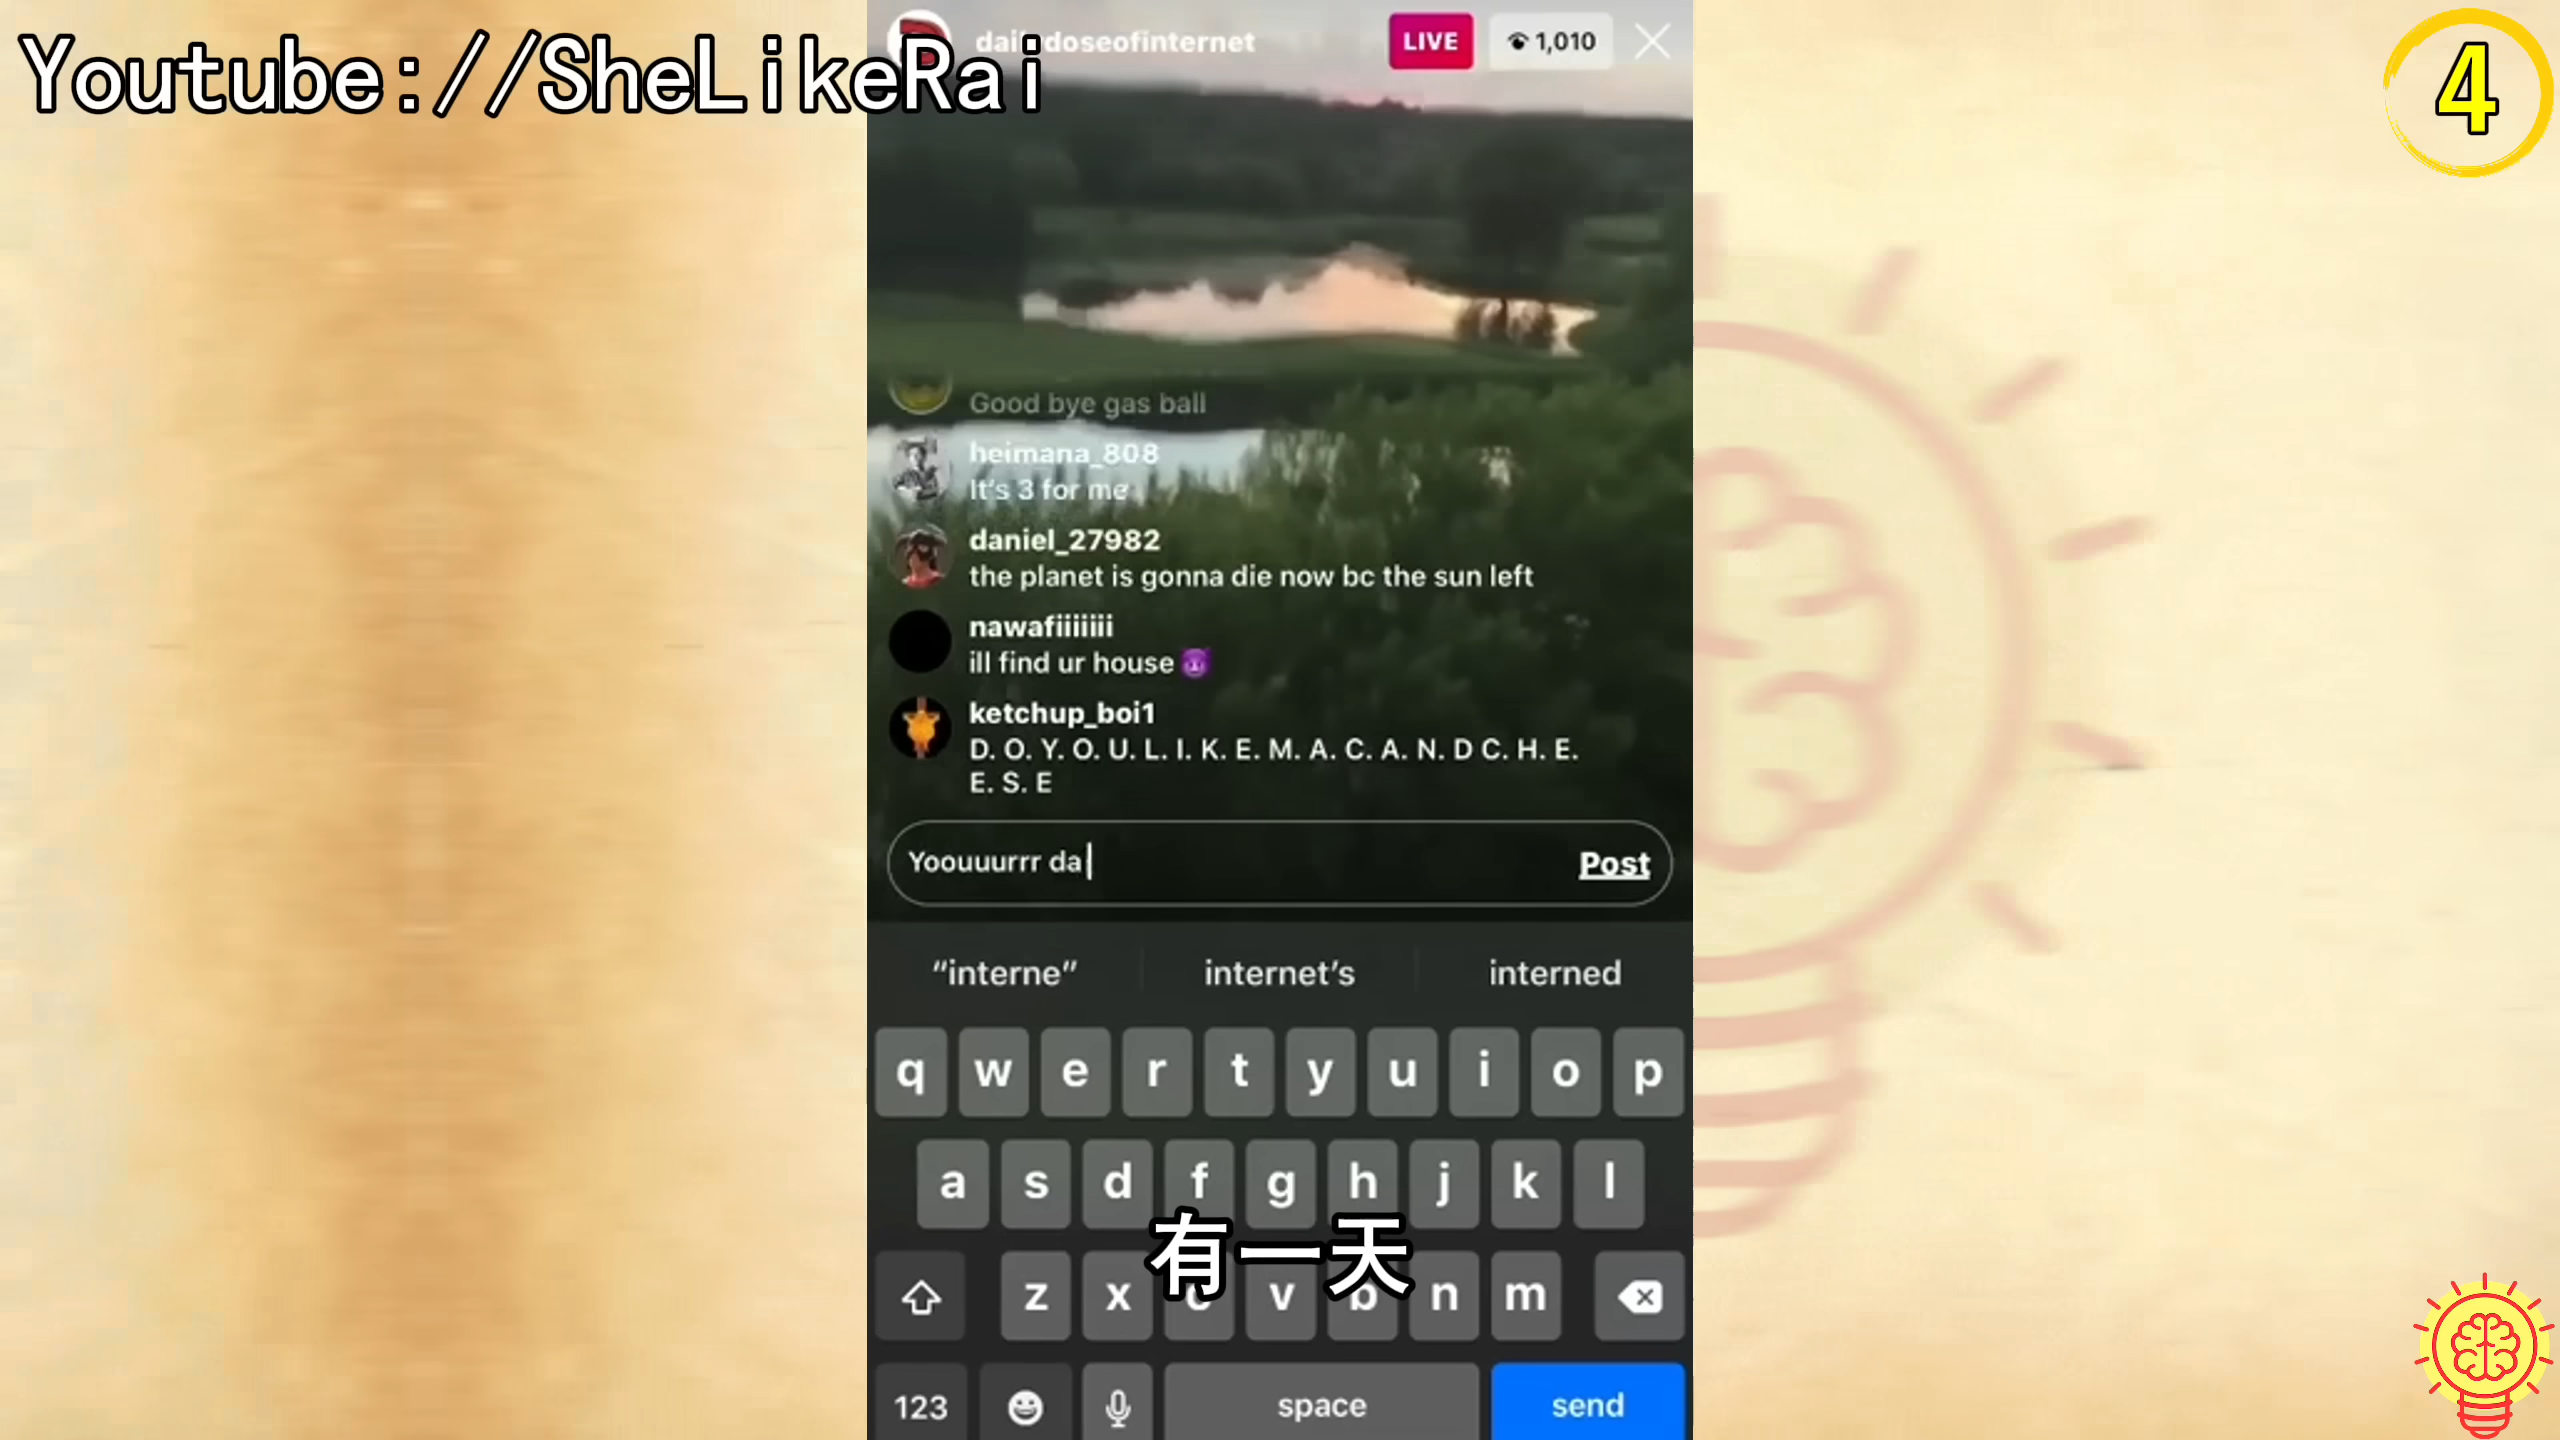 Youtube://SheLikeRai
dailydoseofinternet
LIVE
1,010
4
Good bye gas ball
heimana_808
It's 3 for me
daniel_27982
the planet is gonna die now bc the sun left
nawafiiiiiii
ill find ur house
ketchup_boi1
D. O. Y. O. U. L. I. K. E. M. A. C. A. N. D C. H. E.
E. S. E
Yoouuurrr da
Post
"interne" internet's interned
q w e r t y u i o p
a s d f g h j k l
有一天
z x c v b n m
123 space send